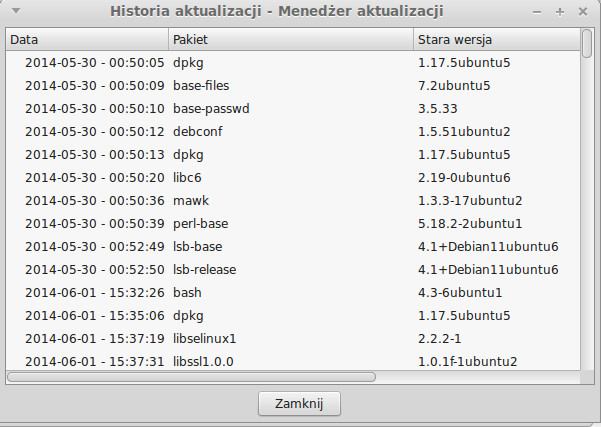 Historia aktualizacji - Menedżer aktualizacji
Data Pakiet Stara wersja
2014-05-30 - 00:50:05 dpkg 1.17.5ubuntu5
2014-05-30 - 00:50:09 base-files 7.2ubuntu5
2014-05-30 - 00:50:10 base-passwd 3.5.33
2014-05-30 - 00:50:12 debconf 1.5.51ubuntu2
2014-05-30 - 00:50:13 dpkg 1.17.5ubuntu5
2014-05-30 - 00:50:20 libc6 2.19-0ubuntu6
2014-05-30 - 00:50:36 mawk 1.3.3-17ubuntu2
2014-05-30 - 00:50:39 perl-base 5.18.2-2ubuntu1
2014-05-30 - 00:52:49 lsb-base 4.1+Debian11ubuntu6
2014-05-30 - 00:52:50 lsb-release 4.1+Debian11ubuntu6
2014-06-01 - 15:32:26 bash 4.3-6ubuntu1
2014-06-01 - 15:35:06 dpkg 1.17.5ubuntu5
2014-06-01 - 15:37:19 libselinux1 2.2.2-1
2014-06-01 - 15:37:31 libssl1.0.0 1.0.1f-1ubuntu2
Zamknij